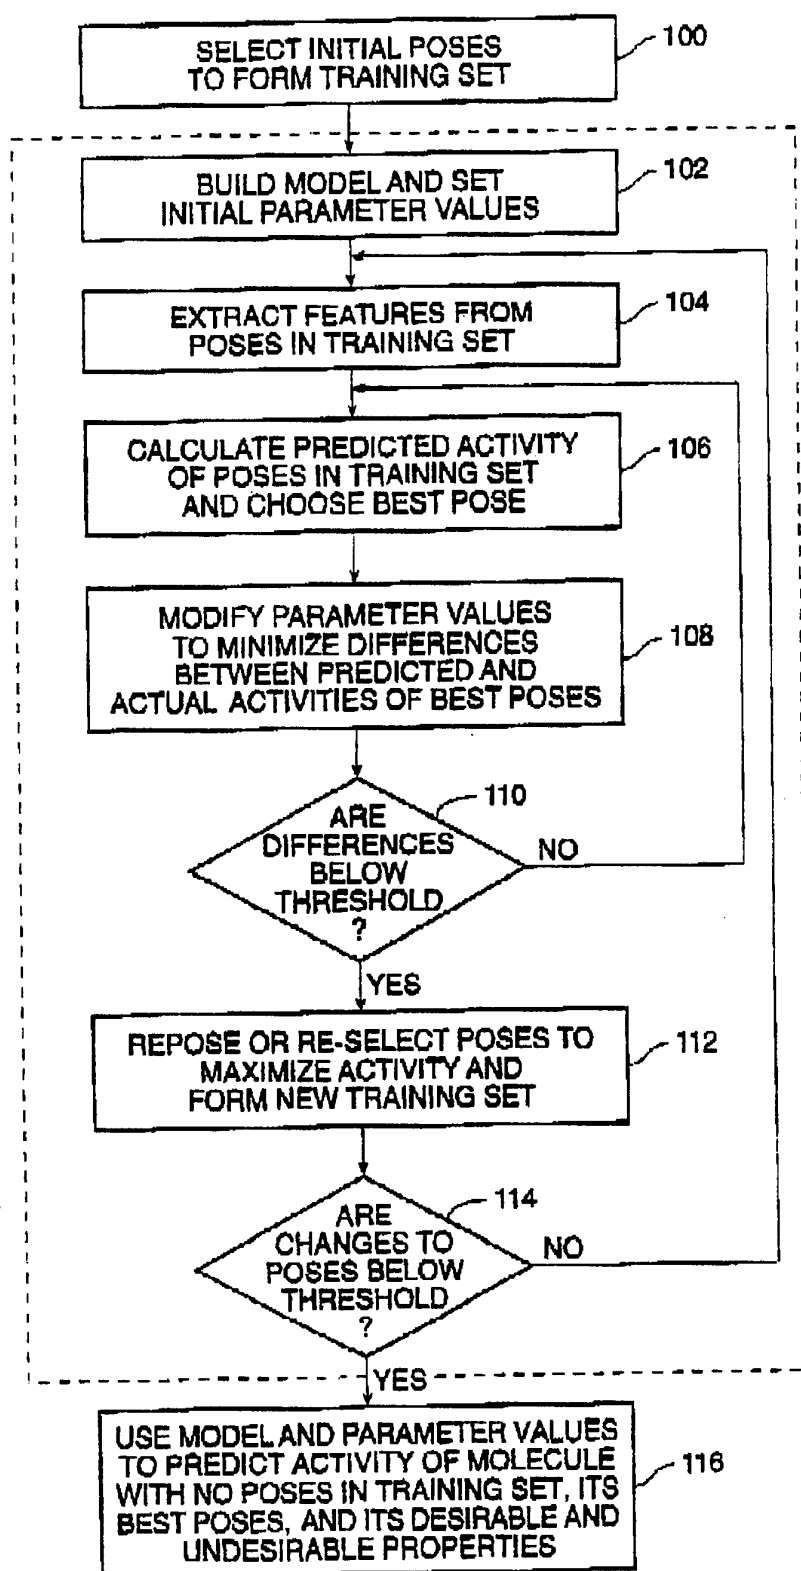 SELECT INITIAL POSES
TO FORM TRAINING SET
100
BUILD MODEL AND SET
INITIAL PARAMETER VALUES
102
EXTRACT FEATURES FROM
POSES IN TRAINING SET
104
CALCULATE PREDICTED ACTIVITY
OF POSES IN TRAINING SET
AND CHOOSE BEST POSE
106
MODIFY PARAMETER VALUES
TO MINIMIZE DIFFERENCES
BETWEEN PREDICTED AND
ACTUAL ACTIVITIES OF BEST POSES
108
ARE
DIFFERENCES
BELOW
THRESHOLD
?
110
NO
YES
REPOSE OR RE-SELECT POSES TO
MAXIMIZE ACTIVITY AND
FORM NEW TRAINING SET
112
ARE
CHANGES TO
POSES BELOW
THRESHOLD
?
114
NO
YES
USE MODEL AND PARAMETER VALUES
TO PREDICT ACTIVITY OF MOLECULE
WITH NO POSES IN TRAINING SET, ITS
BEST POSES, AND ITS DESIRABLE AND
UNDESIRABLE PROPERTIES
116